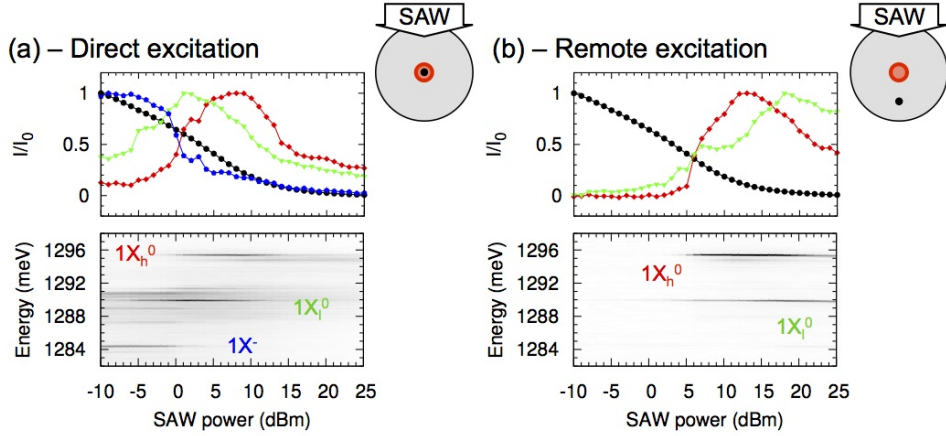 SAW
SAW
(a) – Direct excitation
(b) – Remote excitation
I/I₀
1
0.5
0
I/I₀
1
0.5
0
Energy (meV)
1296
1292
1288
1284
1Xₕ⁰
1Xₗ⁰
1X⁻
-10 -5 0 5 10 15 20 25
SAW power (dBm)
Energy (meV)
1296
1292
1288
1284
1Xₕ⁰
1Xₗ⁰
-10 -5 0 5 10 15 20 25
SAW power (dBm)